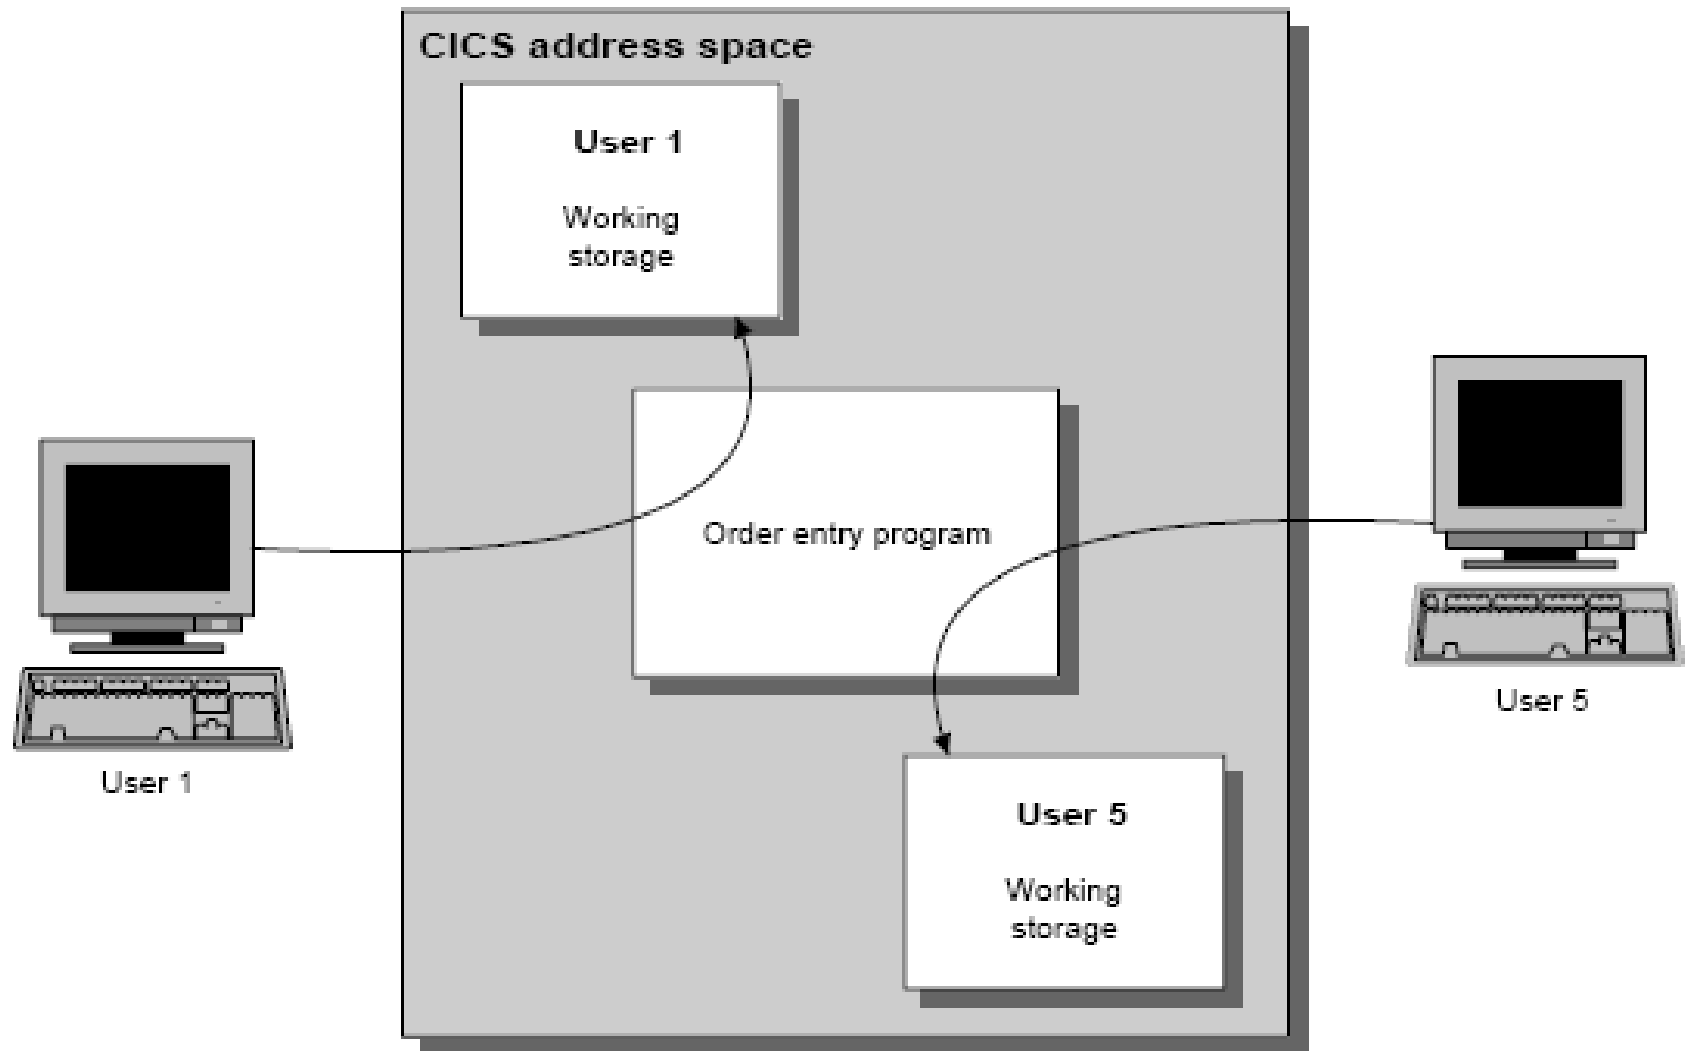 CICS address space
User 1
Working
storage
Order entry program
User 1
User 5
User 5
Working
storage